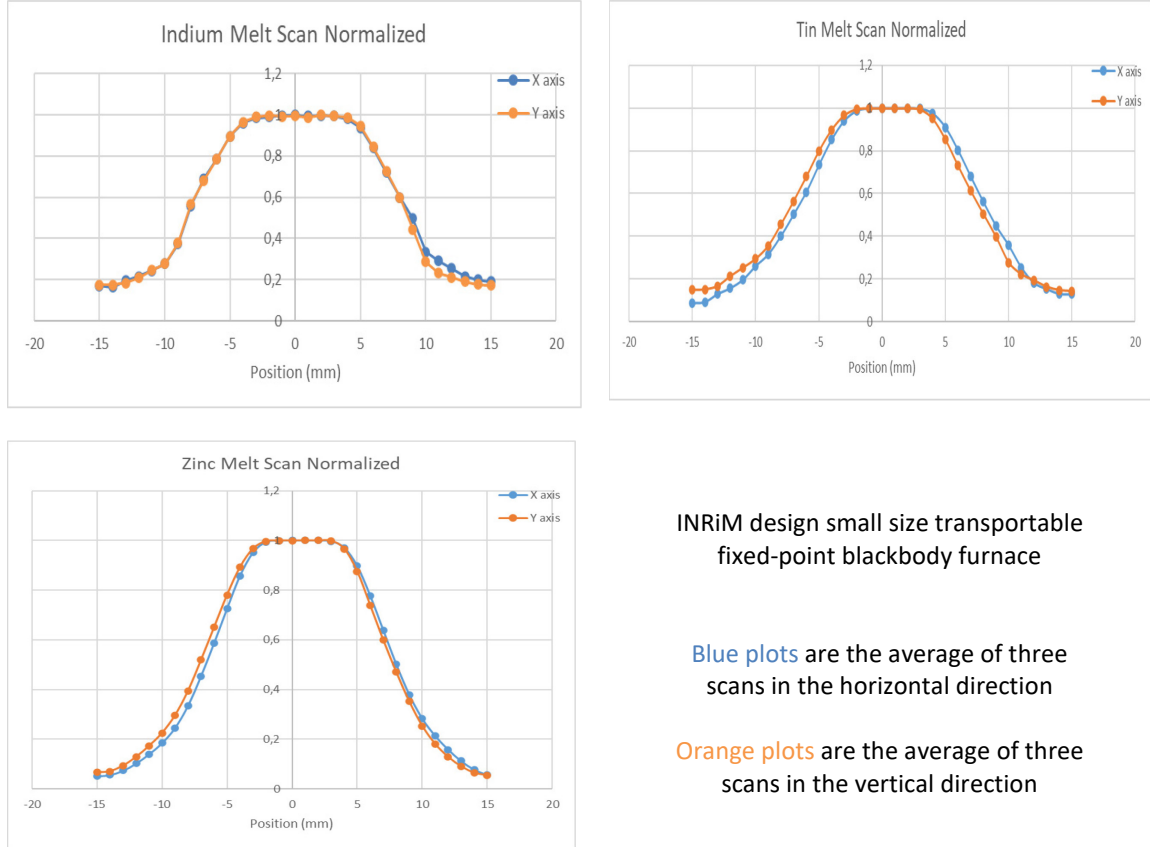 Indium Melt Scan Normalized
1,2
1
0,8
0,6
0,4
0,2
0
-20
-15
-10
-5
0
5
10
15
20
Position (mm)
X axis
Y axis
Tin Melt Scan Normalized
1,2
1
0,8
0,6
0,4
0,2
0
-20
-15
-10
-5
0
5
10
15
20
Position (mm)
X axis
Y axis
Zinc Melt Scan Normalized
1,2
1
0,8
0,6
0,4
0,2
0
-20
-15
-10
-5
0
5
10
15
20
Position (mm)
X axis
Y axis
INRiM design small size transportable
fixed-point blackbody furnace
Blue plots are the average of three
scans in the horizontal direction
Orange plots are the average of three
scans in the vertical direction